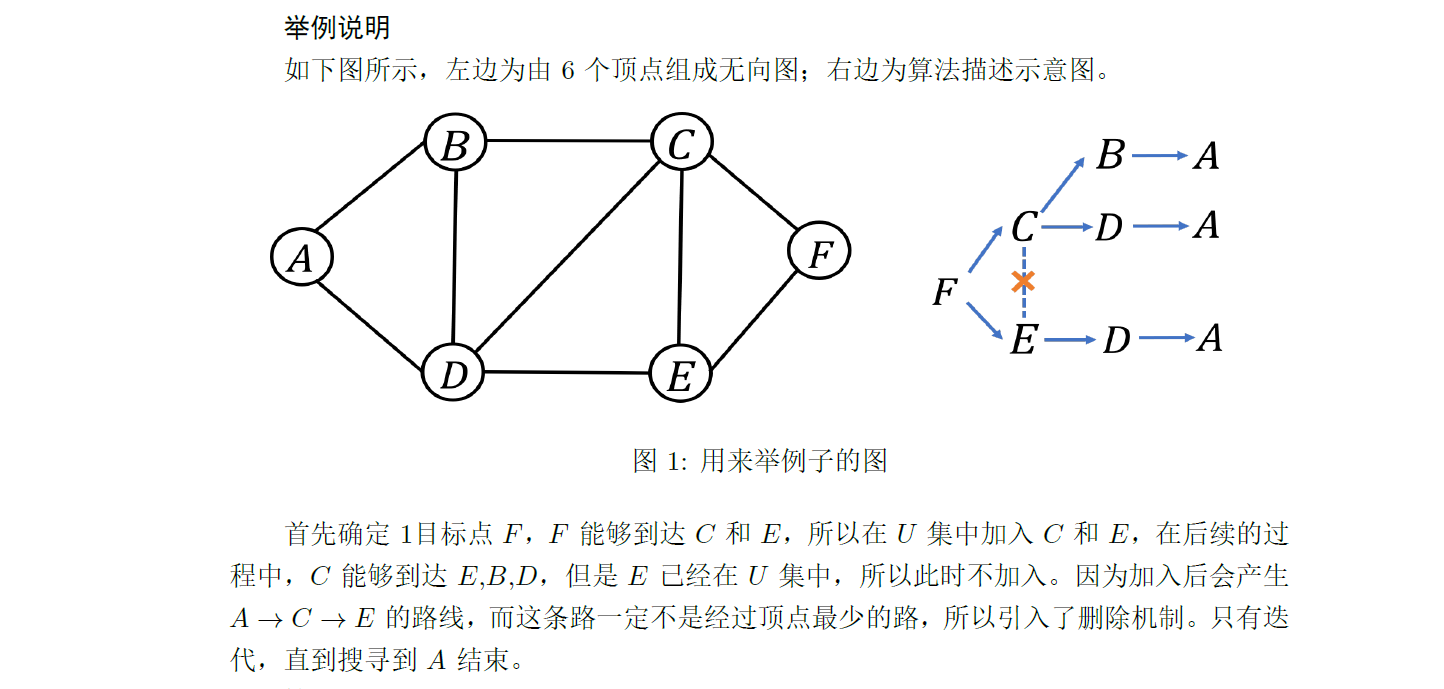 举例说明
如下图所示，左边为由 6 个顶点组成无向图；右边为算法描述示意图。
B
C
A
F
D
E
B A
C D A
F
E D A
图 1: 用来举例子的图
首先确定 1目标点 F，F 能够到达 C 和 E，所以在 U 集中加入 C 和 E，在后续的过
程中，C 能够到达 E,B,D，但是 E 已经在 U 集中，所以此时不加入。因为加入后会产生
A → C → E 的路线，而这条路一定不是经过顶点最少的路，所以引入了删除机制。只有迭
代，直到搜寻到 A 结束。